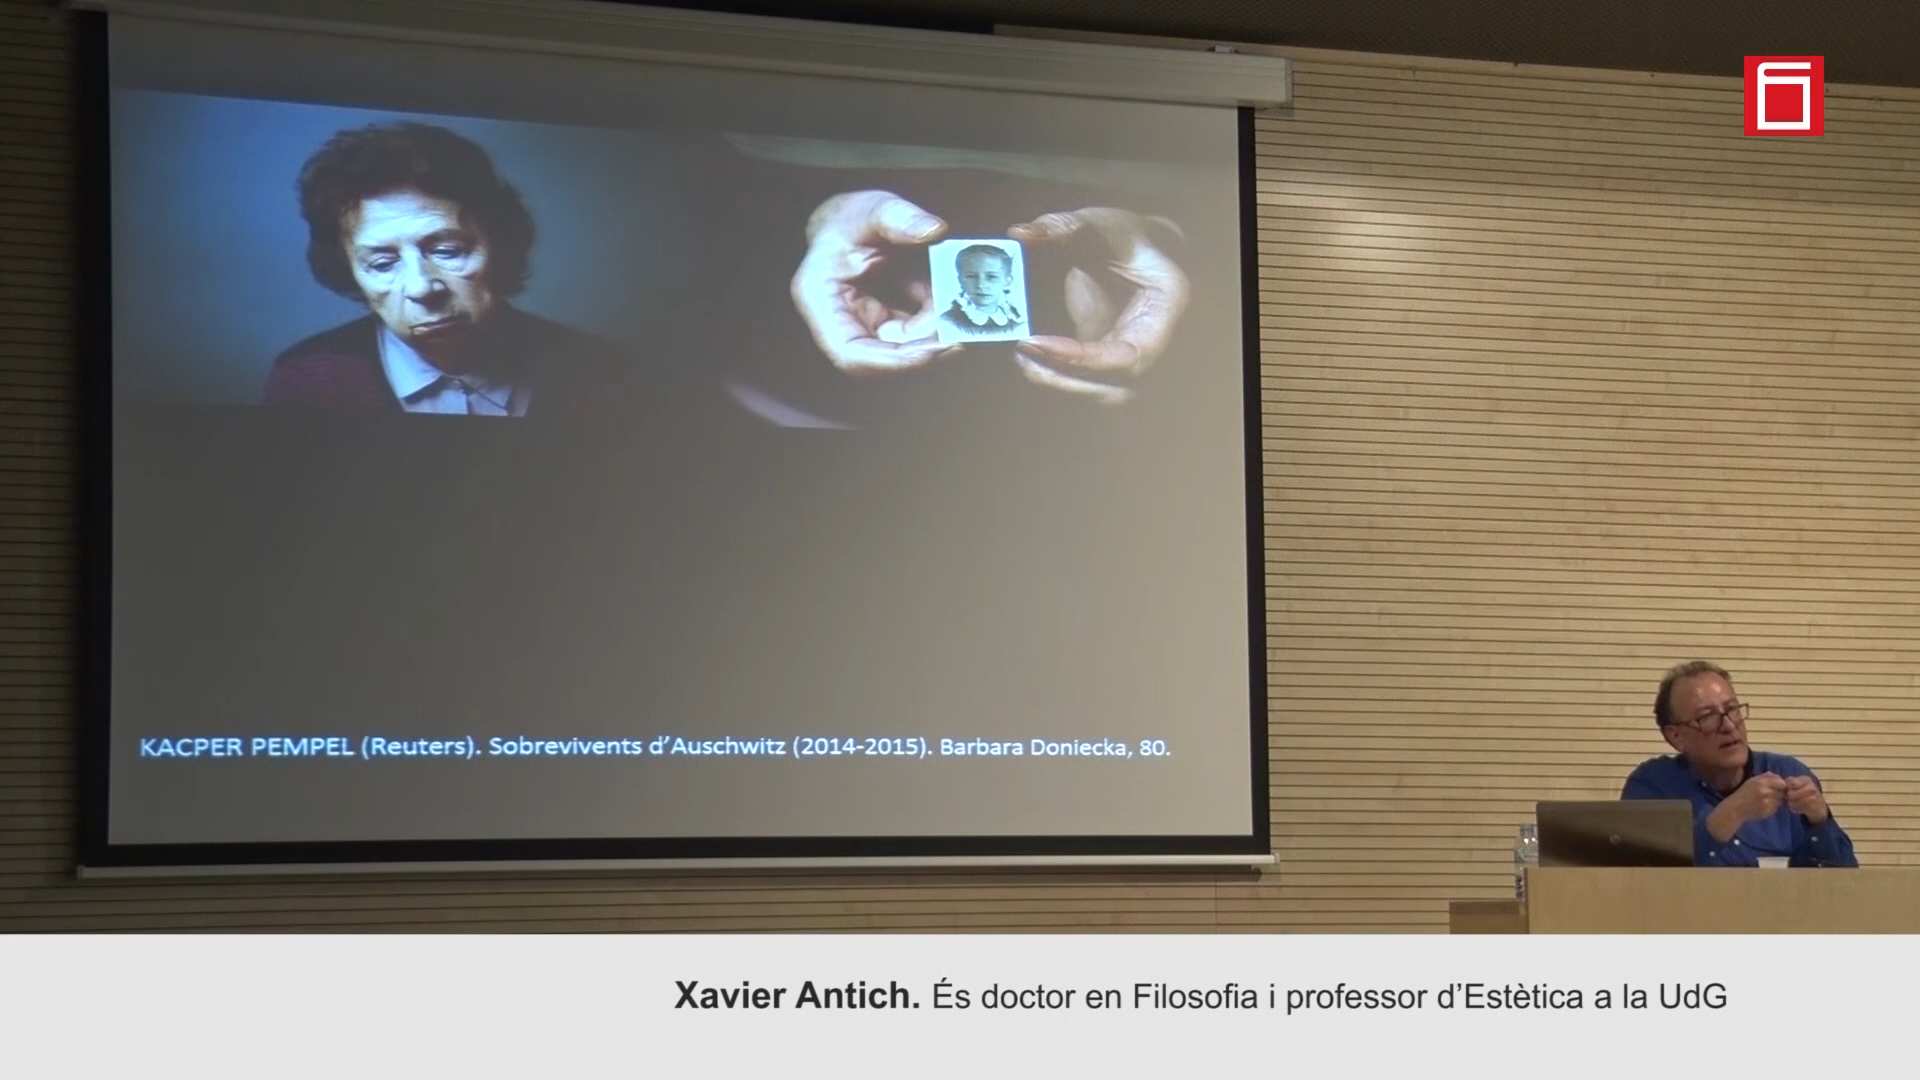 KACPER PEMPEL (Reuters). Sobrevivents d'Auschwitz (2014-2015). Barbara Doniecka, 80.
Xavier Antich. És doctor en Filosofia i professor d'Estètica a la UdG